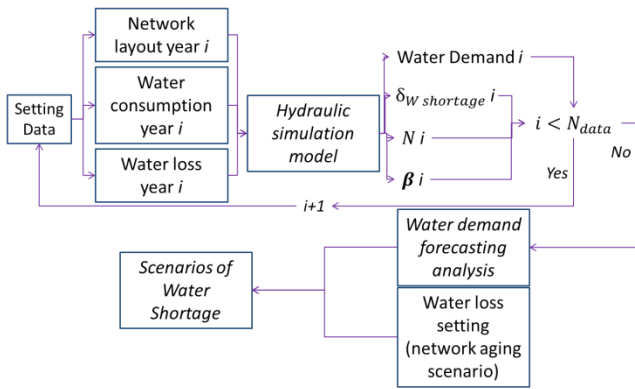 Network
layout year i
Water
consumption
year i
Water loss
year i
Setting
Data
Hydraulic
simulation
model
Water Demand i
δW shortage i
N i
β i
i < Ndata
No
Yes
i+1
Water demand
forecasting
analysis
Scenarios of
Water
Shortage
Water loss
setting
(network aging
scenario)